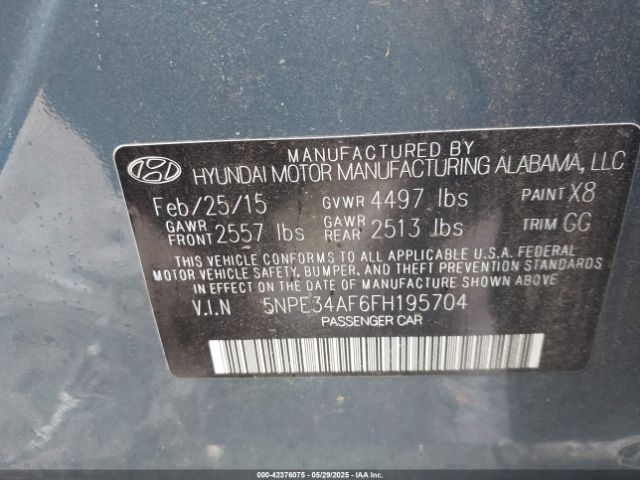 MANUFACTURED BY
HYUNDAI MOTOR MANUFACTURING ALABAMA, LLC
Feb/25/15 GVWR 4497 lbs PAINT X8
GAWR FRONT 2557 lbs GAWR REAR 2513 lbs TRIM GG
THIS VEHICLE CONFORMS TO ALL APPLICABLE U.S.A. FEDERAL
MOTOR VEHICLE SAFETY, BUMPER, AND THEFT PREVENTION STANDARDS
IN EFFECT ON THE DATE OF MANUFACTURE SHOWN ABOVE.
V.I.N 5NPE34AF6FH195704
PASSENGER CAR
000-42376075 - 05/29/2025 - IAA Inc.